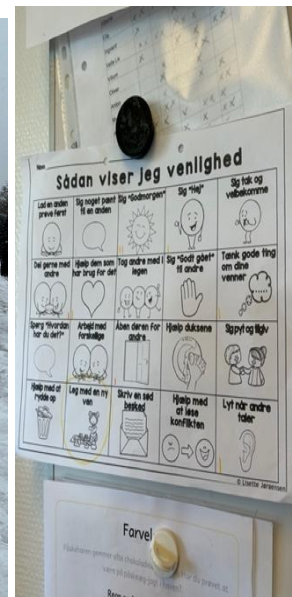 Navn:
Sådan viser jeg venlighed
Lad en anden
prøve først
Sig noget pænt
til en anden
Sig "Godmorgen"
Sig "Hej"
Sig tak og
velbekomme
Del gerne med
andre
Hjælp dem som
har brug for det
Tag andre med i
legen
Sig "Godt gået"
til andre
Tænk gode ting
om dine
venner
Spørg "Hvordan
har du det?"
Arbejd med
forskellige
Åben døren for
andre
Hjælp duksene
Sig pyt og tilgiv
Hjælp med at
rydde op
Leg med en ny
ven
Skriv en sød
besked
Hjælp med
at løse
konflikten
Lyt når andre
taler
© Lisette Jørgensen
Farvel